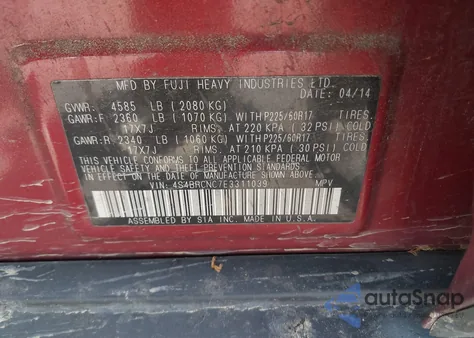 MFD BY FUJI HEAVY INDUSTRIES LTD.
DATE: 04/14
GVWR: 4585 LB (2080 KG)
GAWR:F 2360 LB (1070 KG) WITH P225/60R17 TIRES.
17X7J RIMS. AT 220 KPA (32 PSI) COLD
GAWR:R 2340 LB (1060 KG) WITH P225/60R17 TIRES.
17X7J RIMS. AT 210 KPA (30 PSI) COLD
THIS VEHICLE CONFORMS TO ALL APPLICABLE FEDERAL MOTOR
VEHICLE SAFETY AND THEFT PREVENTION STANDARDS
IN EFFECT ON THE DATE OF MANUFACTURE SHOWN ABOVE.
VIN: 4S4BRCNC7E3311039 MPV
ASSEMBLED BY SIA INC. MADE IN U.S.A.
autoSnap